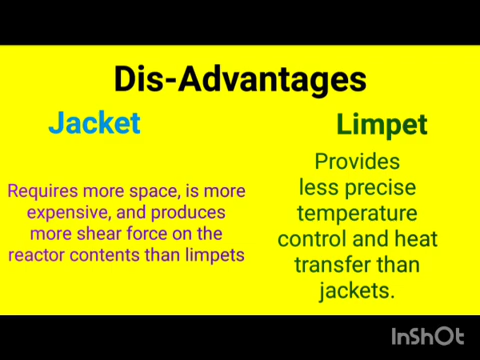 Dis-Advantages
Jacket
Requires more space, is more
expensive, and produces
more shear force on the
reactor contents than limpets
Limpet
Provides
less precise
temperature
control and heat
transfer than
jackets.
InShOt